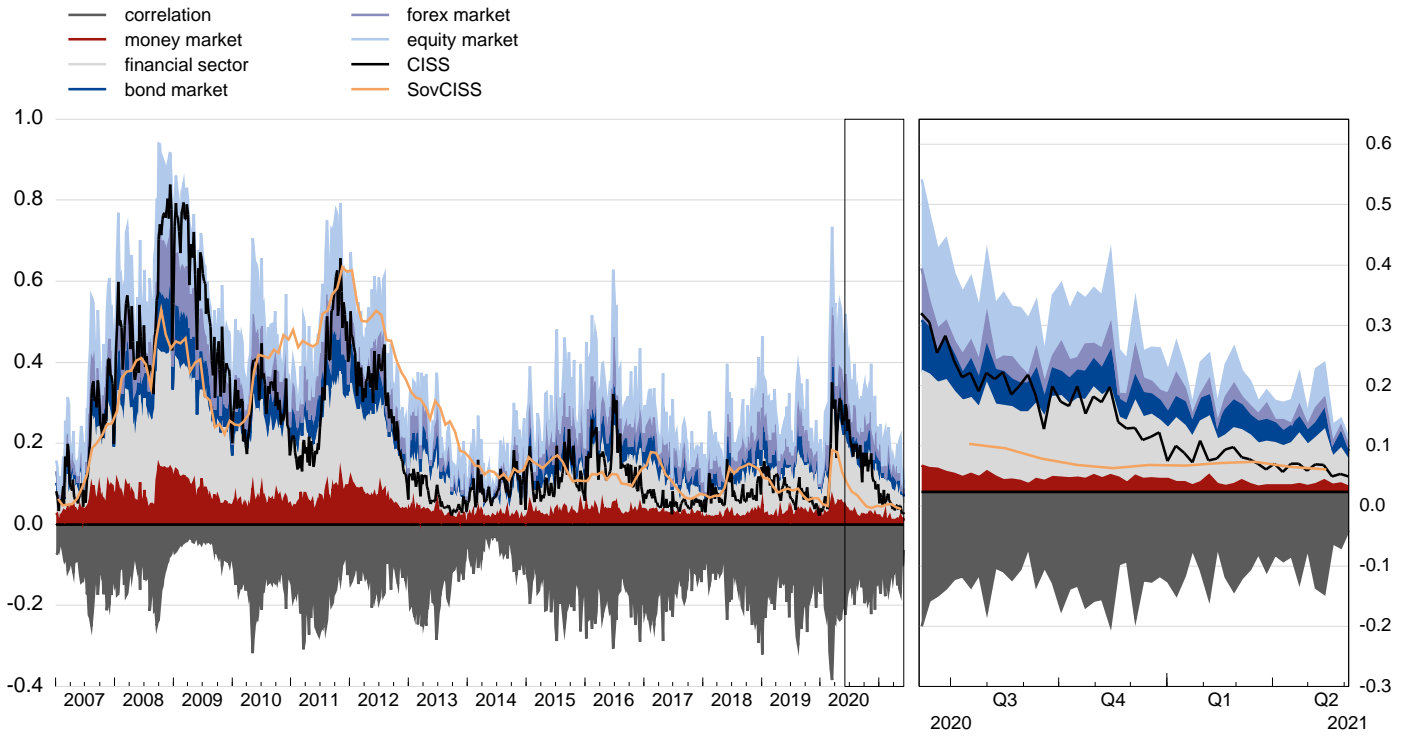 correlation
money market
financial sector
bond market
forex market
equity market
CISS
SovCISS
1.0
0.8
0.6
0.4
0.2
0.0
-0.2
-0.4
2007 2008 2009 2010 2011 2012 2013 2014 2015 2016 2017 2018 2019 2020
0.6
0.5
0.4
0.3
0.2
0.1
0.0
-0.1
-0.2
-0.3
Q3 Q4 Q1 Q2
2020 2021